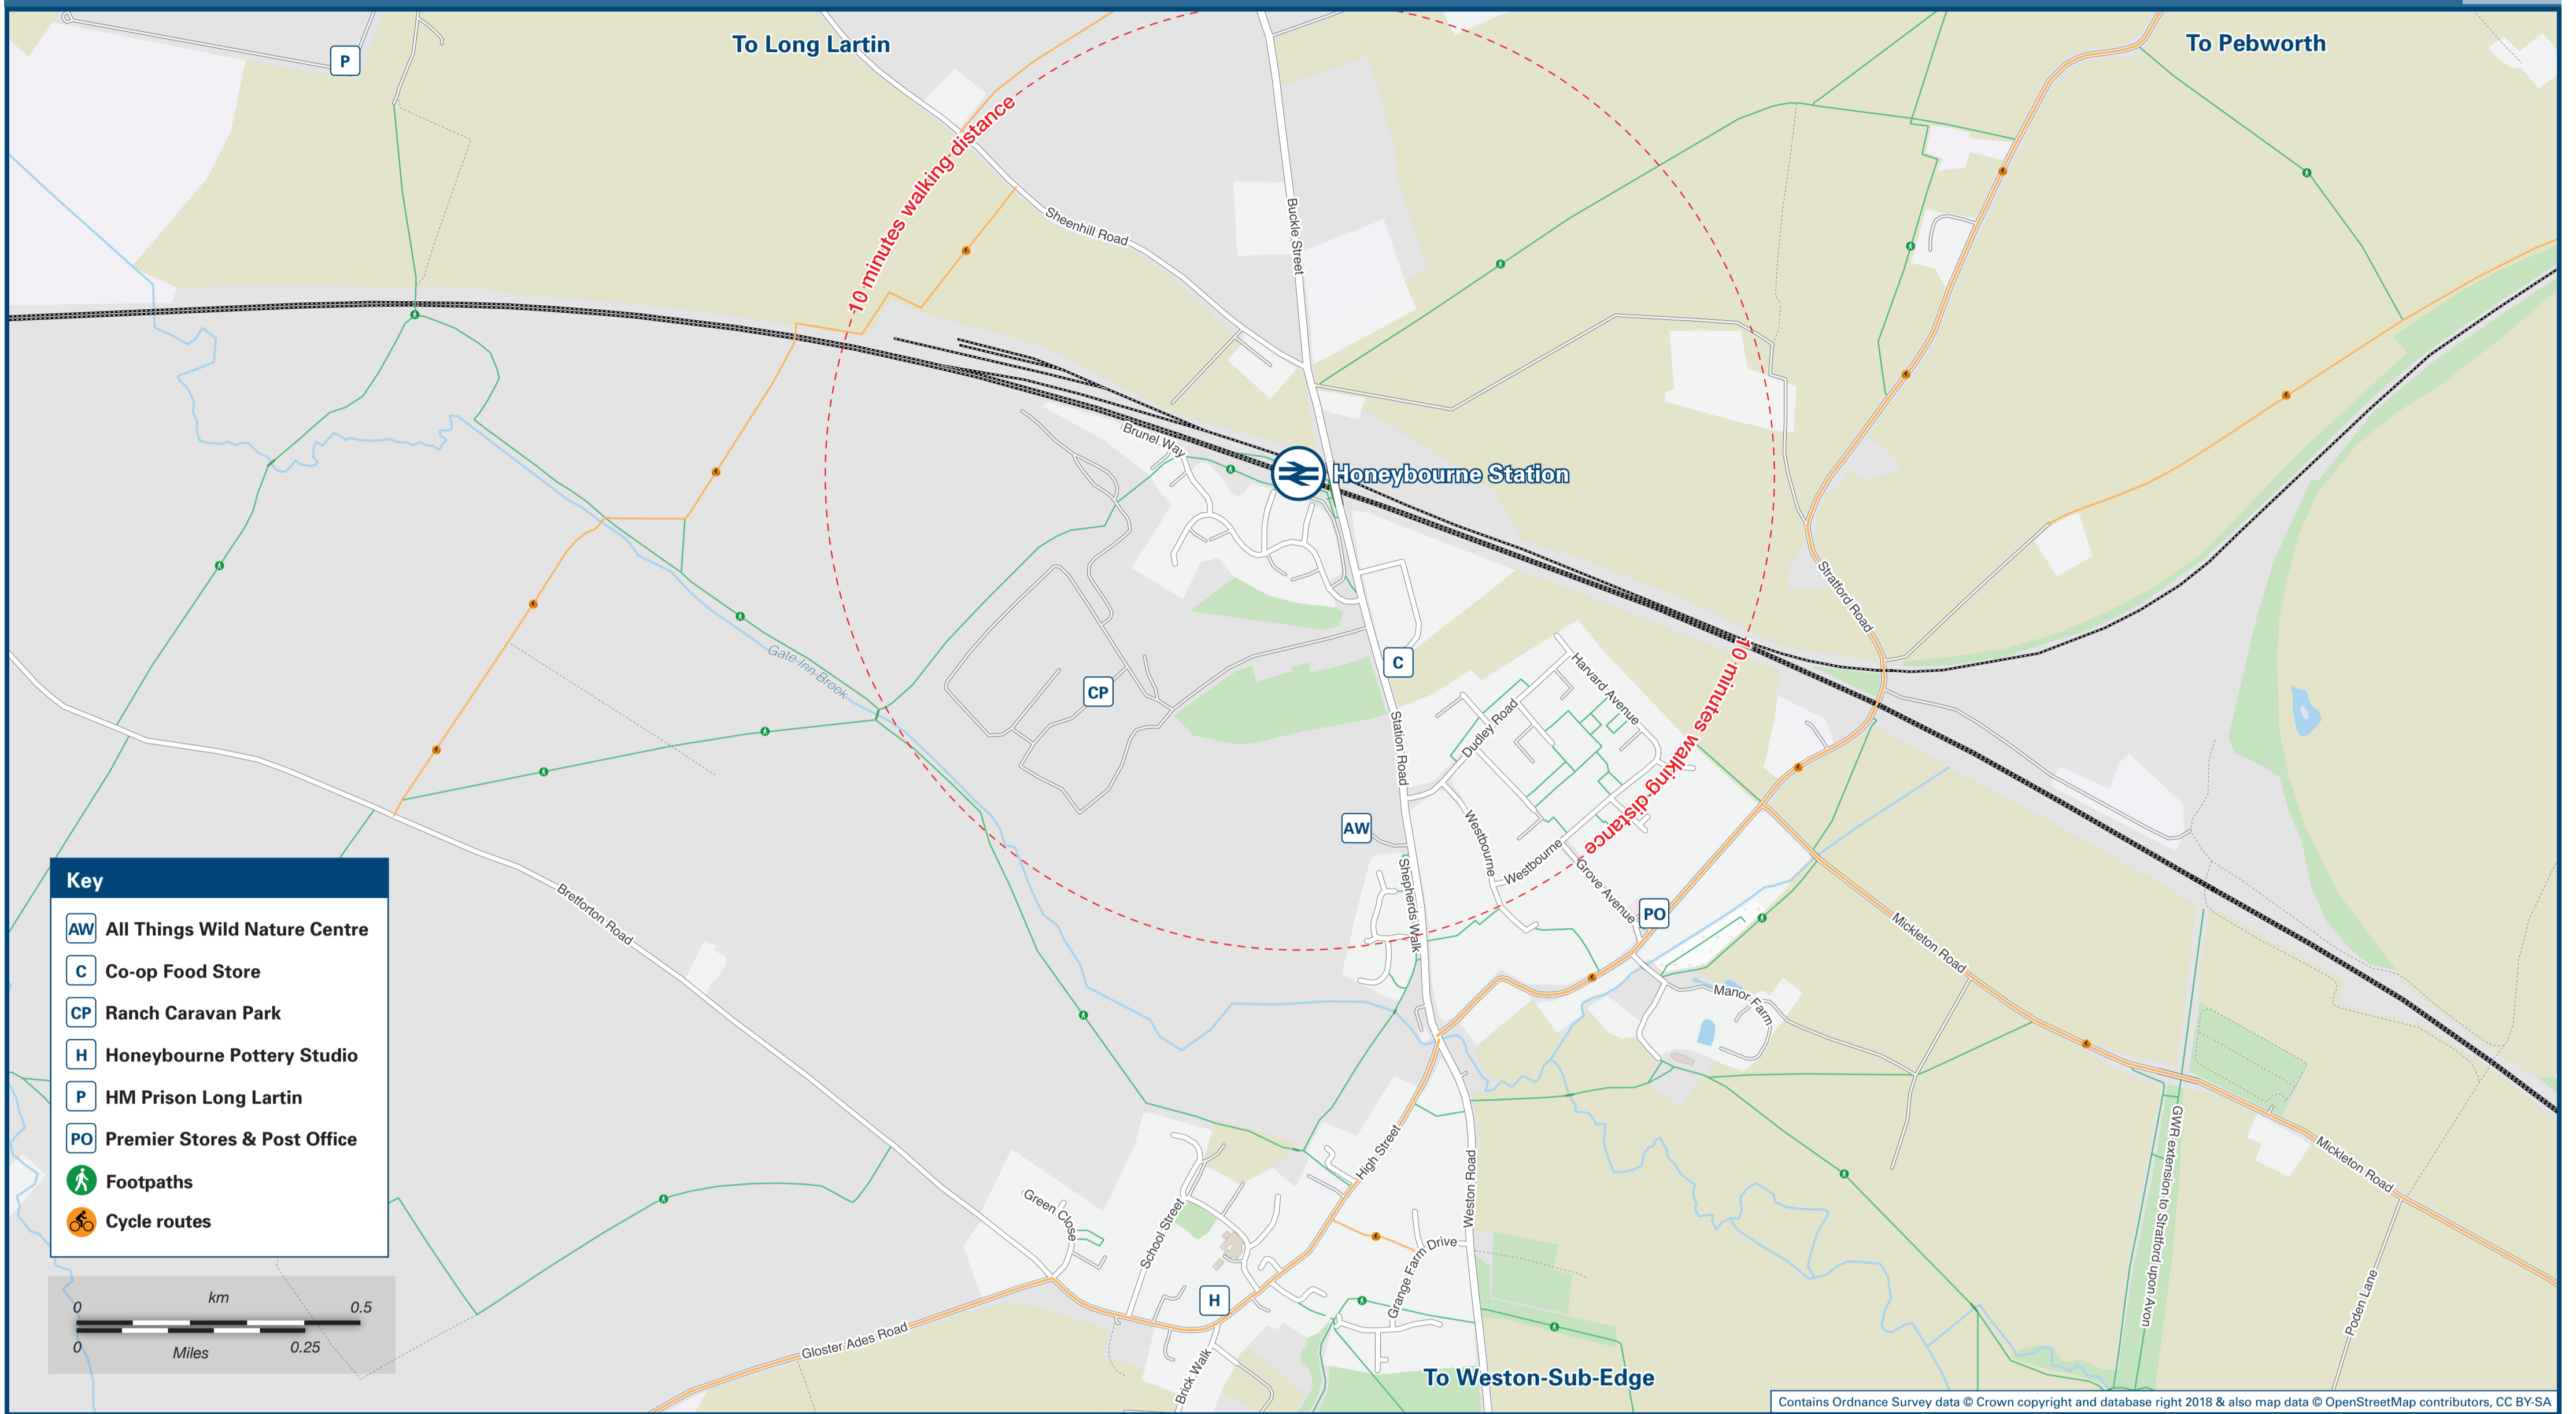 To Long Lartin
To Pebworth
P
10 minutes walking distance
Sheenhill Road
Buckle Street
Brunel Way
Honeybourne Station
Stratford Road
Gate Inn Brook
C
CP
Harvard Avenue
Dudley Road
Station Road
10 minutes walking distance
AW
Westbourne
Westbourne
Grove Avenue
Shepherds Walk
PO
Bretforton Road
Mickleton Road
Manor Farm
High Street
Weston Road
GWR extension to Stratford upon Avon
Mickleton Road
Green Close
School Street
Grange Farm Drive
H
Gloster Ades Road
Brick Walk
Poden Lane
To Weston-Sub-Edge
Key
AW All Things Wild Nature Centre
C Co-op Food Store
CP Ranch Caravan Park
H Honeybourne Pottery Studio
P HM Prison Long Lartin
PO Premier Stores & Post Office
Footpaths
Cycle routes
km
0 0.5
0 0.25
Miles
Contains Ordnance Survey data © Crown copyright and database right 2018 & also map data © OpenStreetMap contributors, CC BY-SA